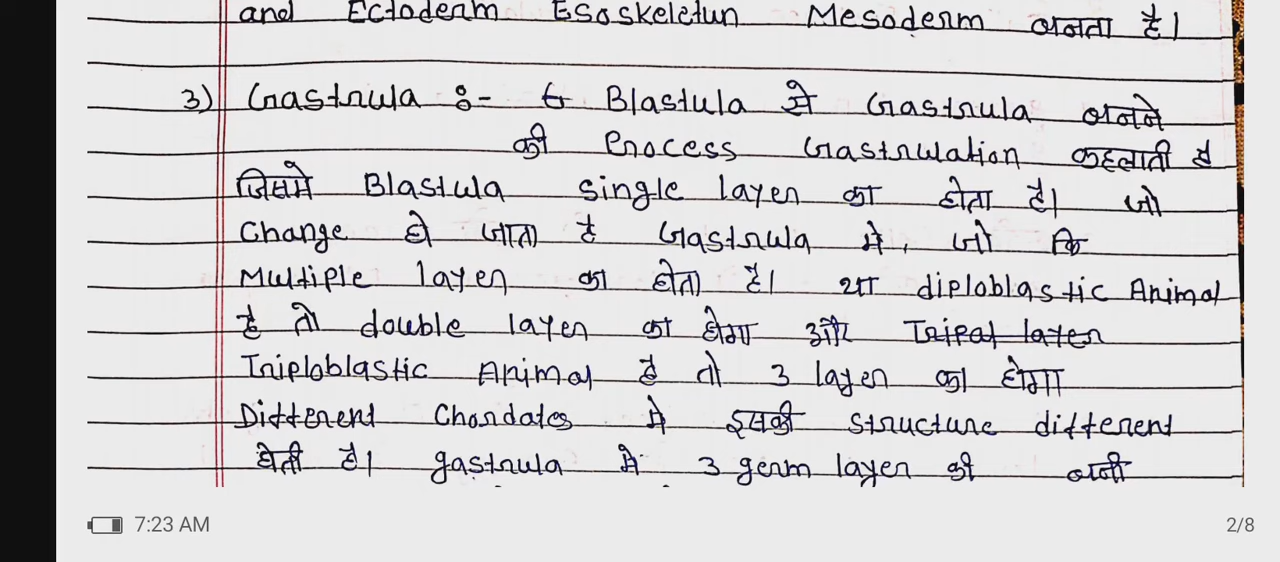 and Ectoderm Esoskeletun Mesoderm बनता है।
3) Gastrula :- Blastula से Gastrula बनने
की Process Gastrulation कहलाती है
जिसमे Blastula single layer का होता है। जो
Change हो जाता है Gastrula मे, जो कि
Multiple layer का होता है। या diploblastic Animal
है तो double layer का होगा और Tripal layer
Triploblastic Animal है तो 3 layer का होगा
Different Chordates मे इसकी structure different
होती है। gastrula मे 3 germ layer की बनी
7:23 AM
2/8